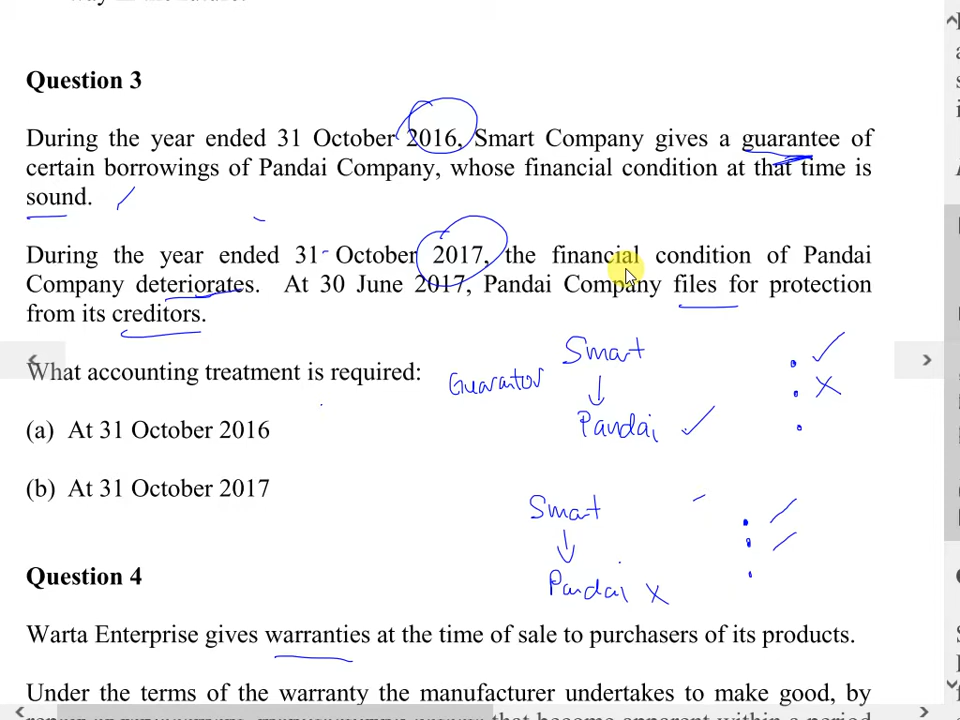 Question 3
During the year ended 31 October 2016, Smart Company gives a guarantee of
certain borrowings of Pandai Company, whose financial condition at that time is
sound.
During the year ended 31 October 2017, the financial condition of Pandai
Company deteriorates. At 30 June 2017, Pandai Company files for protection
from its creditors.
Smart
What accounting treatment is required:
Guarantor
Pandai
(a) At 31 October 2016
(b) At 31 October 2017
Smart
Question 4
Pandai
Warta Enterprise gives warranties at the time of sale to purchasers of its products.
Under the terms of the warranty the manufacturer undertakes to make good, by